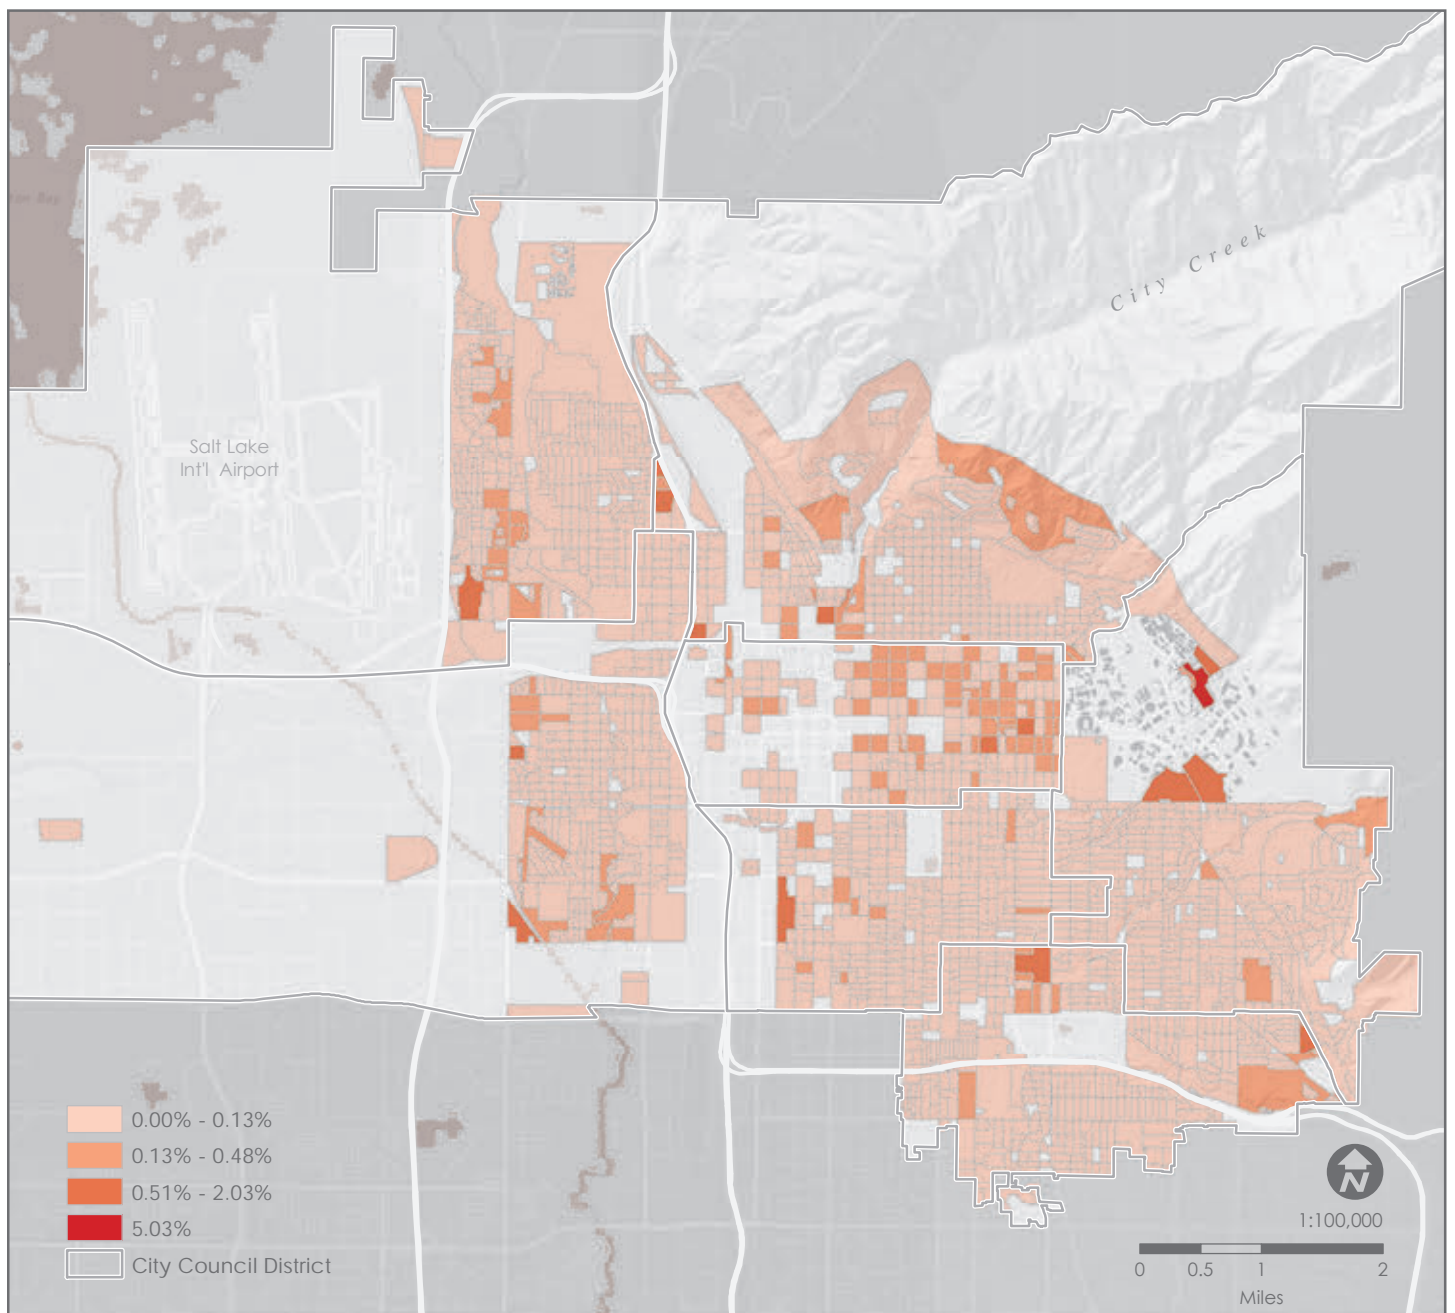 City Creek
Salt Lake
Int'l Airport
0.00% - 0.13%
0.13% - 0.48%
0.51% - 2.03%
5.03%
City Council District
N
1:100,000
0 0.5 1 2
Miles